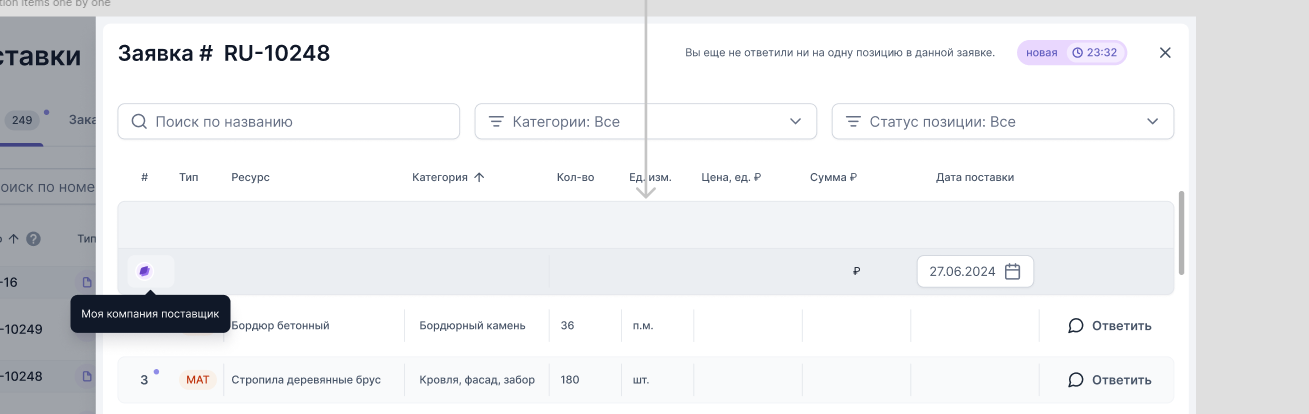 tion items one by one
ставки
Заявка # RU-10248
Вы еще не ответили ни на одну позицию в данной заявке.
новая
23:32
249
Зака
Поиск по названию
Категории: Все
Статус позиции: Все
оиск по номе
#
Тип
Ресурс
Категория
Кол-во
Ед. изм.
Цена, ед. ₽
Сумма ₽
Дата поставки
Тип
-16
₽
27.06.2024
Моя компания поставщик
-10249
Бордюр бетонный
Бордюрный камень
36
п.м.
Ответить
-10248
3
МАТ
Стропила деревянные брус
Кровля, фасад, забор
180
шт.
Ответить